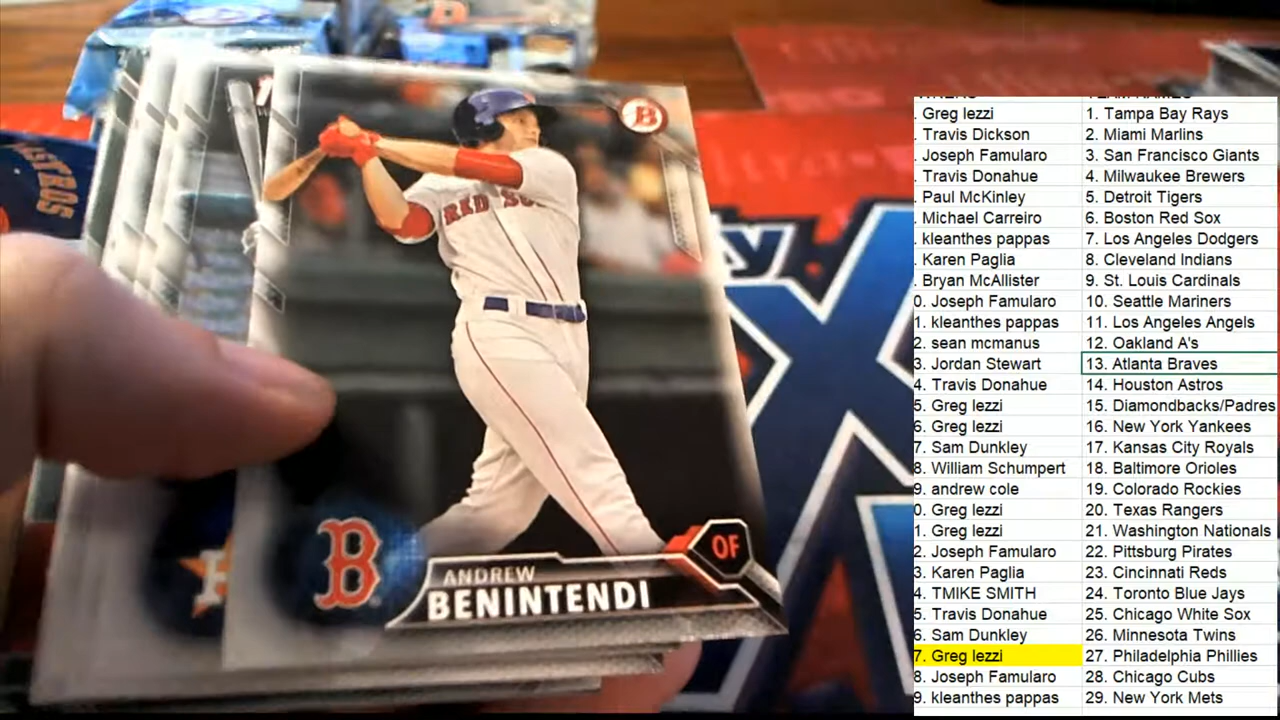 ASTROS
B
RED SO
B
OF
ANDREW
BENINTENDI
. Greg Iezzi 1. Tampa Bay Rays
. Travis Dickson 2. Miami Marlins
. Joseph Famularo 3. San Francisco Giants
. Travis Donahue 4. Milwaukee Brewers
. Paul McKinley 5. Detroit Tigers
. Michael Carreiro 6. Boston Red Sox
. kleanthes pappas 7. Los Angeles Dodgers
. Karen Paglia 8. Cleveland Indians
. Bryan McAllister 9. St. Louis Cardinals
0. Joseph Famularo 10. Seattle Mariners
1. kleanthes pappas 11. Los Angeles Angels
2. sean mcmanus 12. Oakland A's
3. Jordan Stewart 13. Atlanta Braves
4. Travis Donahue 14. Houston Astros
5. Greg Iezzi 15. Diamondbacks/Padres
6. Greg Iezzi 16. New York Yankees
7. Sam Dunkley 17. Kansas City Royals
8. William Schumpert 18. Baltimore Orioles
9. andrew cole 19. Colorado Rockies
0. Greg Iezzi 20. Texas Rangers
1. Greg Iezzi 21. Washington Nationals
2. Joseph Famularo 22. Pittsburg Pirates
3. Karen Paglia 23. Cincinnati Reds
4. TMIKE SMITH 24. Toronto Blue Jays
5. Travis Donahue 25. Chicago White Sox
6. Sam Dunkley 26. Minnesota Twins
7. Greg Iezzi 27. Philadelphia Phillies
8. Joseph Famularo 28. Chicago Cubs
9. kleanthes pappas 29. New York Mets